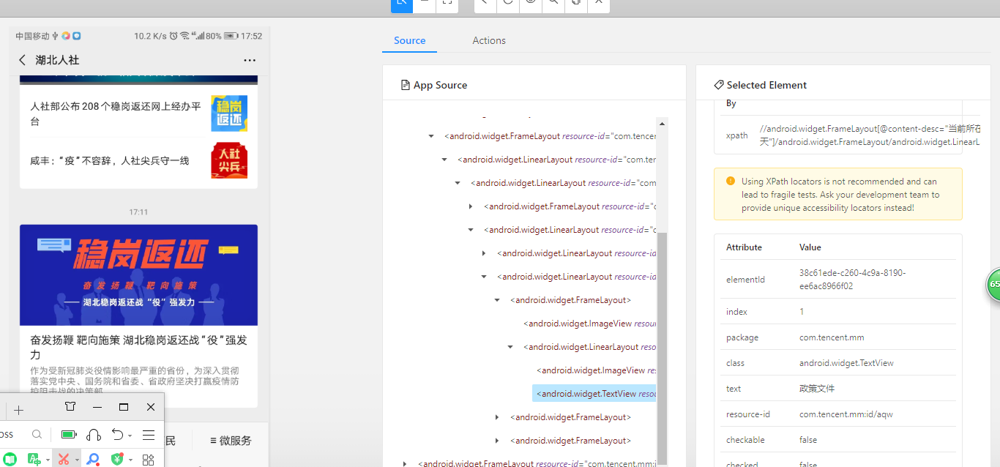 中国移动 10.2 K/s 80% 17:52
湖北人社
人社部公布208个稳岗返还网上经办平
台
稳岗
返还
咸丰：“疫”不容辞，人社尖兵守一线
人社
尖兵
17:11
稳岗返还
奋发扬鞭 靶向施策
湖北稳岗返还战“役”强发力
奋发扬鞭 靶向施策 湖北稳岗返还战“役”强发
力
作为受新冠肺炎疫情影响最严重的省份，为深入贯彻
落实党中央、国务院和省委、省政府坚决打赢疫情防
控阻击战的决策部
oss
民
≡ 微服务
Source
Actions
App Source
<android.widget.FrameLayout resource-id="com.tencen
<android.widget.LinearLayout resource-id="com.ten
<android.widget.LinearLayout resource-id="com
<android.widget.FrameLayout resource-id="c
<android.widget.LinearLayout resource-id="c
<android.widget.LinearLayout resource-id
<android.widget.LinearLayout resource-id
<android.widget.FrameLayout>
<android.widget.ImageView resou
<android.widget.LinearLayout reso
<android.widget.ImageView re
<android.widget.TextView resou
<android.widget.FrameLayout>
<android.widget.FrameLayout>
<android.widget.FrameLayout resource-id="com.tencent.mm:i
Selected Element
By
xpath
//android.widget.FrameLayout[@content-desc="当前所在
天"]/android.widget.FrameLayout/android.widget.LinearL
Using XPath locators is not recommended and can
lead to fragile tests. Ask your development team to
provide unique accessibility locators instead!
Attribute Value
elementId 38c61ede-c260-4c9a-8190-
ee6ac8966f02
index 1
package com.tencent.mm
class android.widget.TextView
text 政策文件
resource-id com.tencent.mm:id/aqw
checkable false
checked false
65